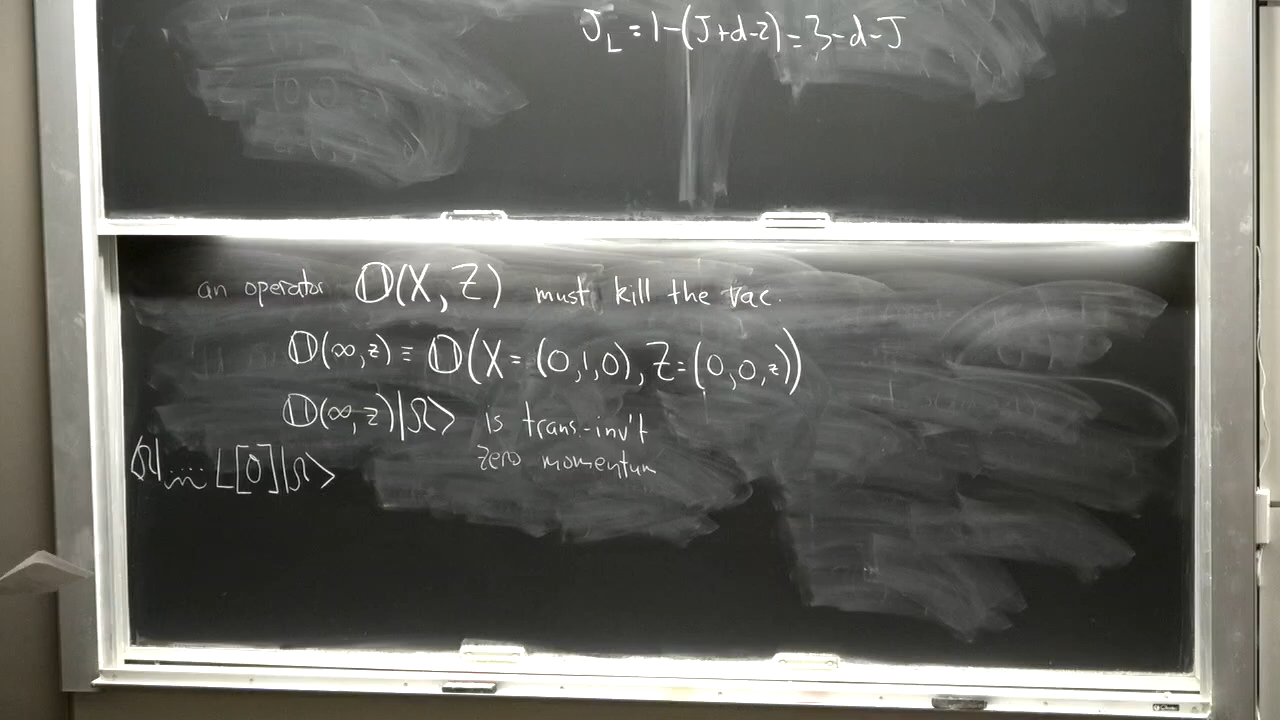 J_L = 1-(J+d-2) = 3-d-J
an operator 𝕆(X, Z) must kill the vac.
𝕆(∞,z) ≡ 𝕆(X = (0,1,0), Z = (0,0,z))
𝕆(∞,z)|Ω> is trans.-inv't
zero momentum
<Ω|.... L[O]|Ω>